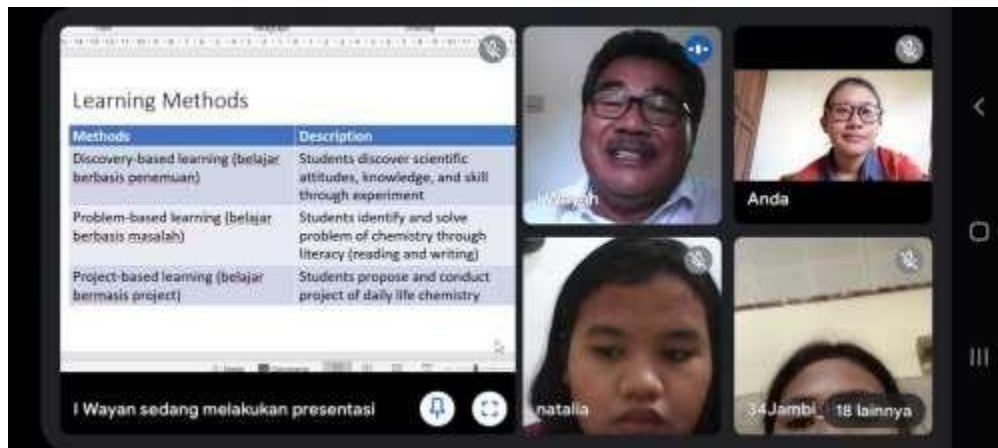 Learning Methods
Methods Description
Discovery-based learning (belajar Students discover scientific
berbasis penemuan) attitudes, knowledge, and skill
through experiment
Problem-based learning (belajar Students identify and solve
berbasis masalah) problem of chemistry through
literacy (reading and writing)
Project-based learning (belajar Students propose and conduct
bermasis project) project of daily life chemistry
I Wayan sedang melakukan presentasi
I Wayan
Anda
natalia
34Jambi_ 18 lainnya